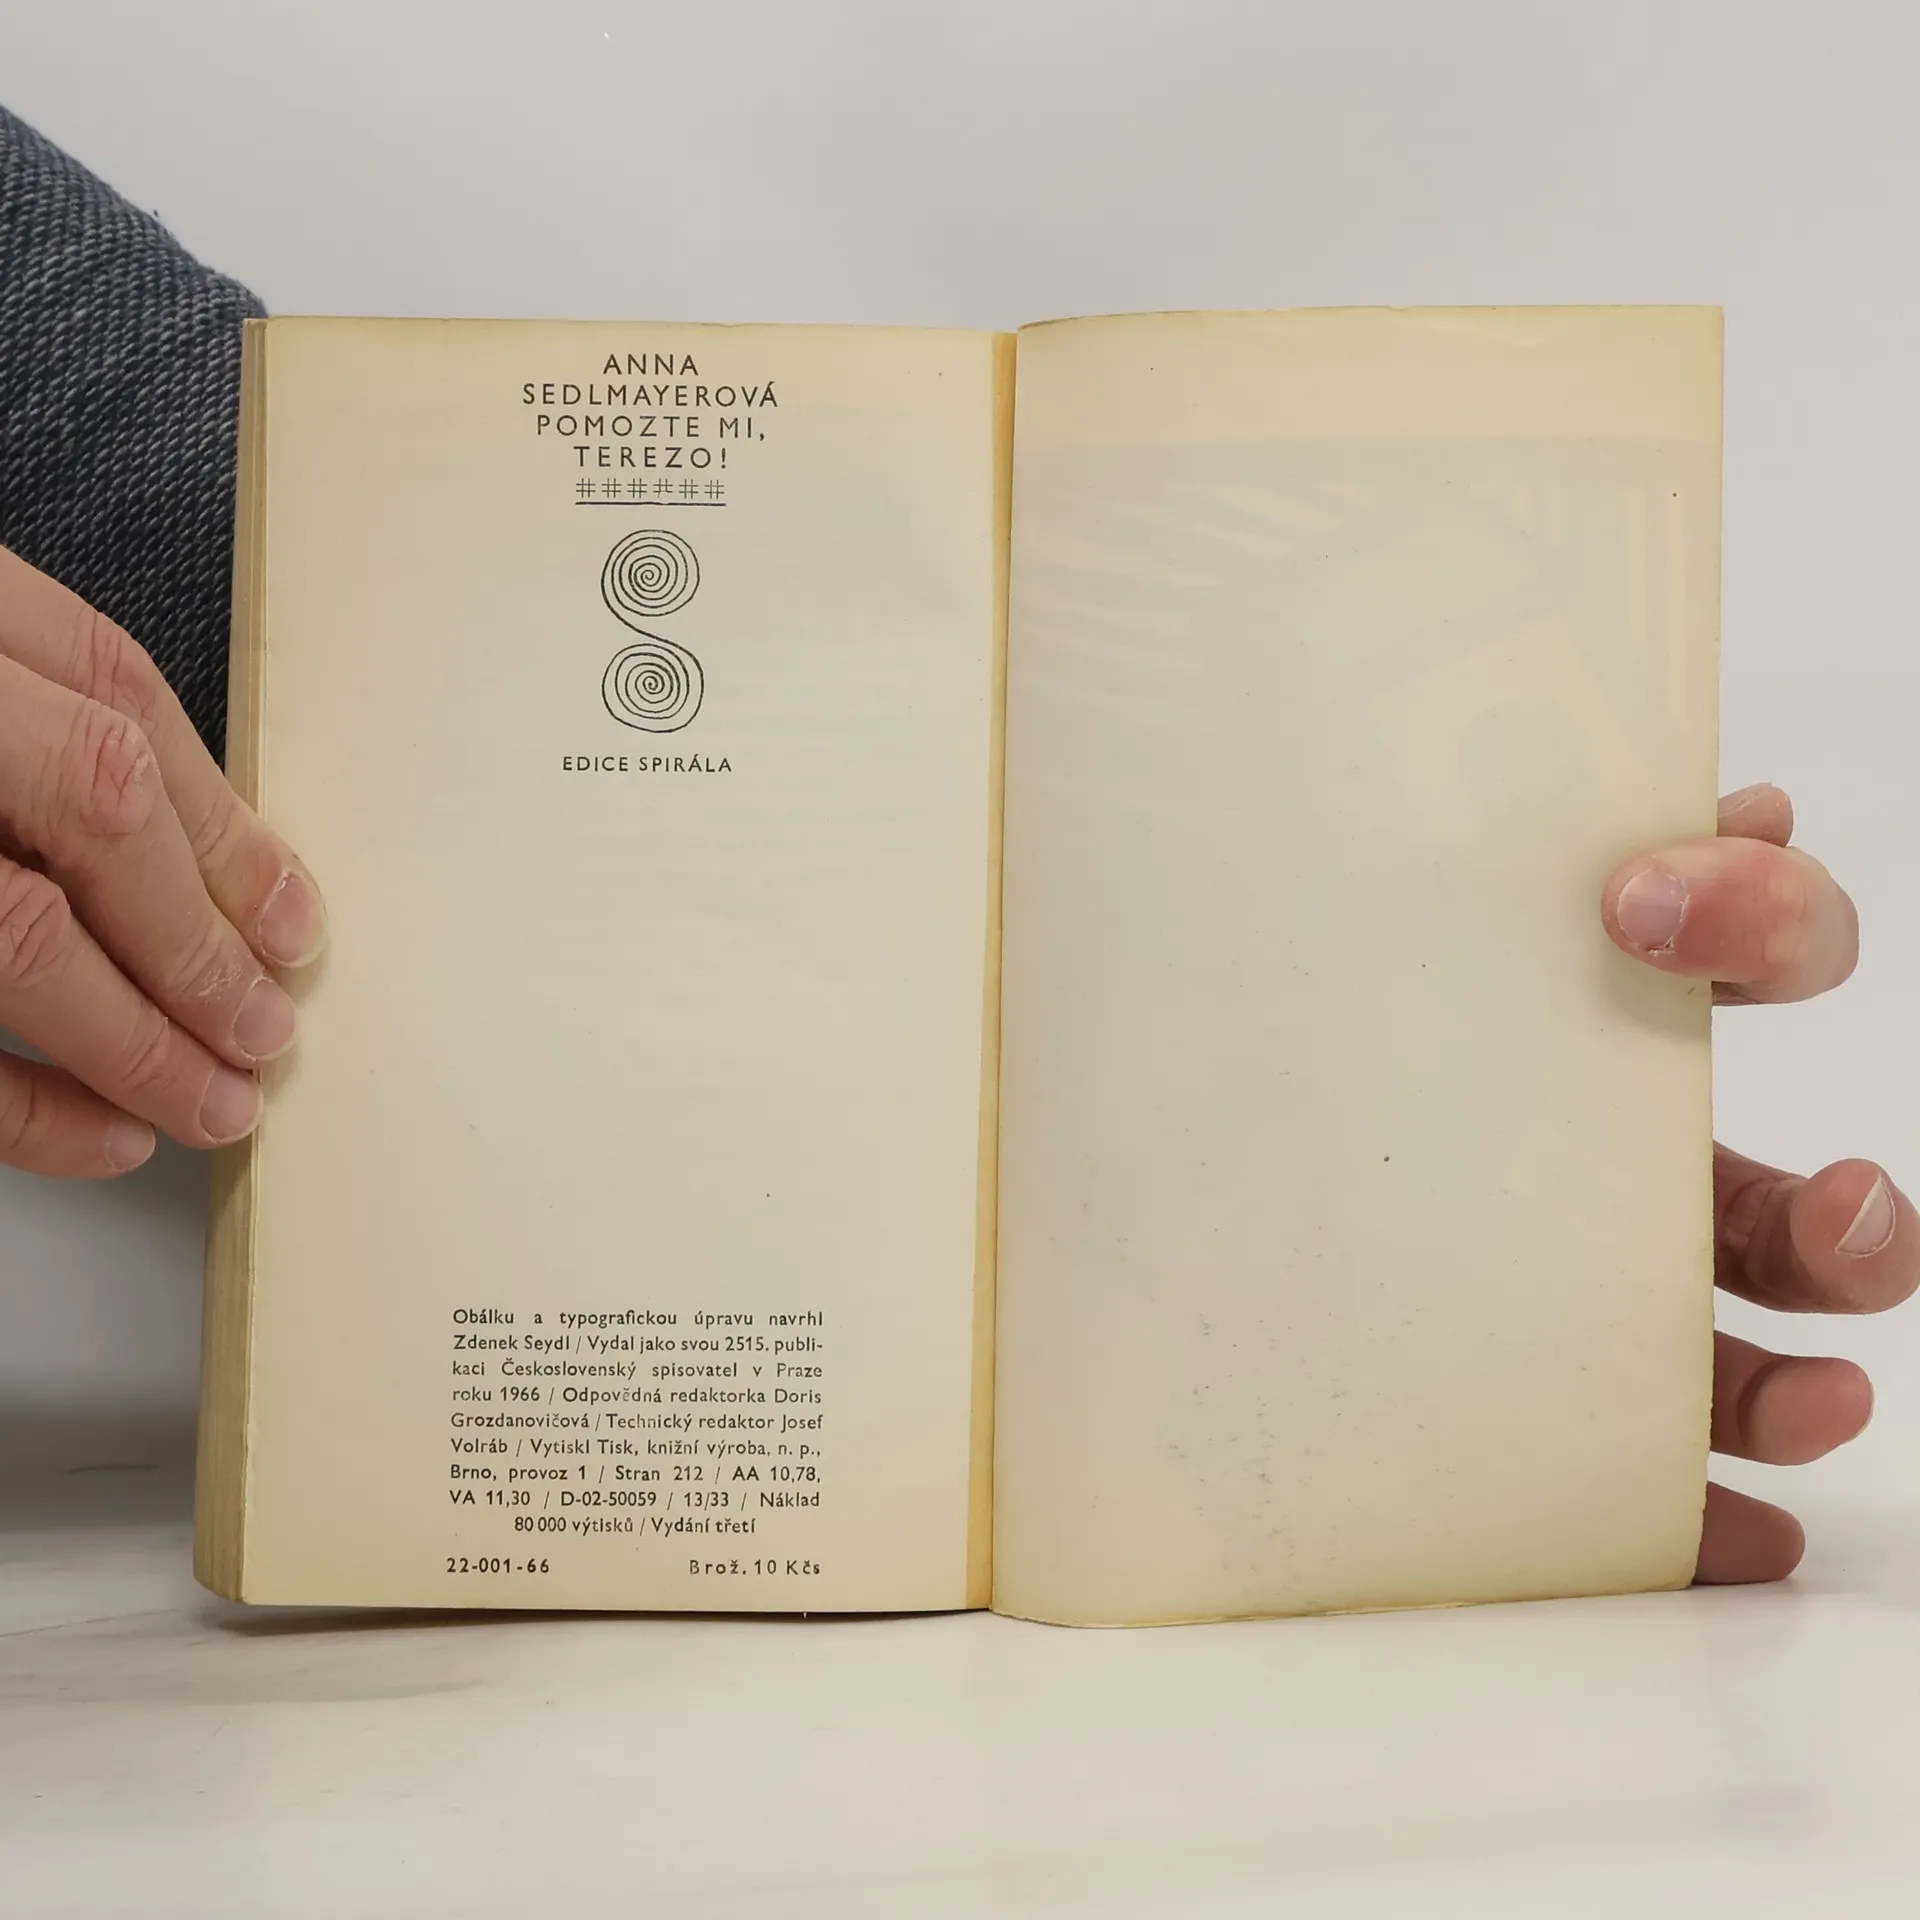 ANNA
SEDLMAYEROVÁ
POMOZTE MI,
TEREZO!
######
EDICE SPIRÁLA
Obálku a typografickou úpravu navrhl
Zdenek Seydl / Vydal jako svou 2515. publi-
kaci Československý spisovatel v Praze
roku 1966 / Odpovědná redaktorka Doris
Grozdanovičová / Technický redaktor Josef
Volráb / Vytiskl Tisk, knižní výroba, n. p.,
Brno, provoz 1 / Stran 212 / AA 10,78,
VA 11,30 / D-02-50059 / 13/33 / Náklad
80 000 výtisků / Vydání třetí
22-001-66 Brož. 10 Kčs